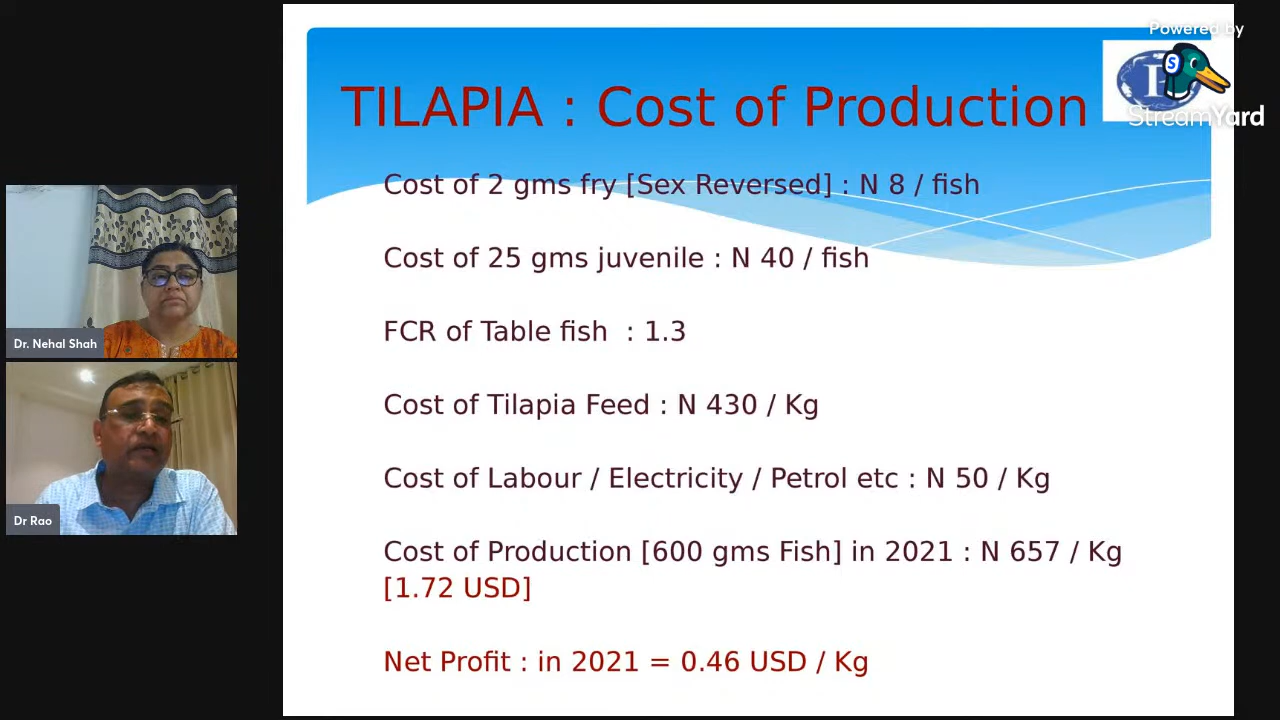 Powered by
StreamYard
TILAPIA : Cost of Production
Cost of 2 gms fry [Sex Reversed] : N 8 / fish
Cost of 25 gms juvenile : N 40 / fish
FCR of Table fish : 1.3
Cost of Tilapia Feed : N 430 / Kg
Cost of Labour / Electricity / Petrol etc : N 50 / Kg
Cost of Production [600 gms Fish] in 2021 : N 657 / Kg
[1.72 USD]
Net Profit : in 2021 = 0.46 USD / Kg
Dr. Nehal Shah
Dr Rao